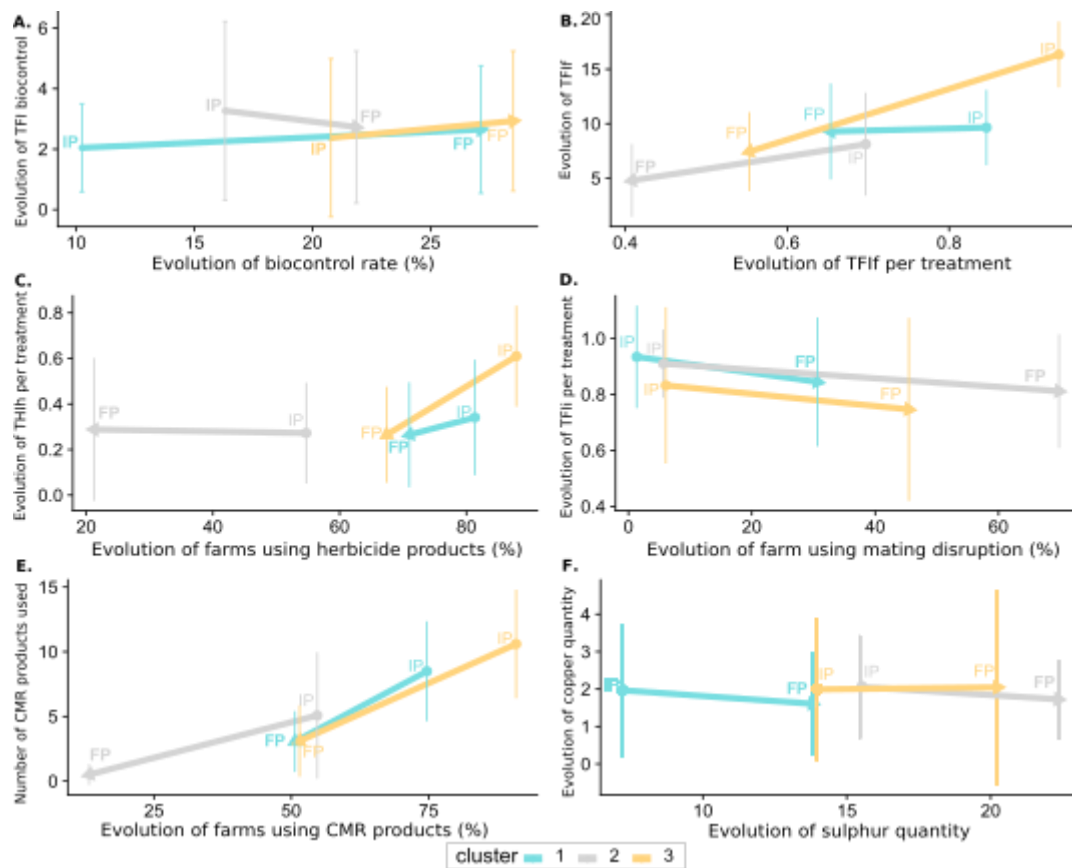 A.
Evolution of TFI biocontrol
6
4
2
0
IP
FP
IP
FP
IP
FP
10 15 20 25
Evolution of biocontrol rate (%)
B.
Evolution of TFIf
20
15
10
5
FP
IP
FP
IP
FP
IP
0.4 0.6 0.8
Evolution of TFIf per treatment
C.
Evolution of THIh per treatment
0.8
0.6
0.4
0.2
0.0
FP
IP
FP
IP
FP
IP
20 40 60 80
Evolution of farms using herbicide products (%)
D.
Evolution of TFIi per treatment
1.0
0.8
0.6
0.4
IP
FP
IP
FP
IP
FP
0 20 40 60
Evolution of farm using mating disruption (%)
E.
Number of CMR products used
15
10
5
0
FP
IP
FP
IP
FP
IP
25 50 75
Evolution of farms using CMR products (%)
F.
Evolution of copper quantity
4
3
2
1
0
IP
FP
IP
FP
IP
FP
10 15 20
Evolution of sulphur quantity
cluster 1 2 3